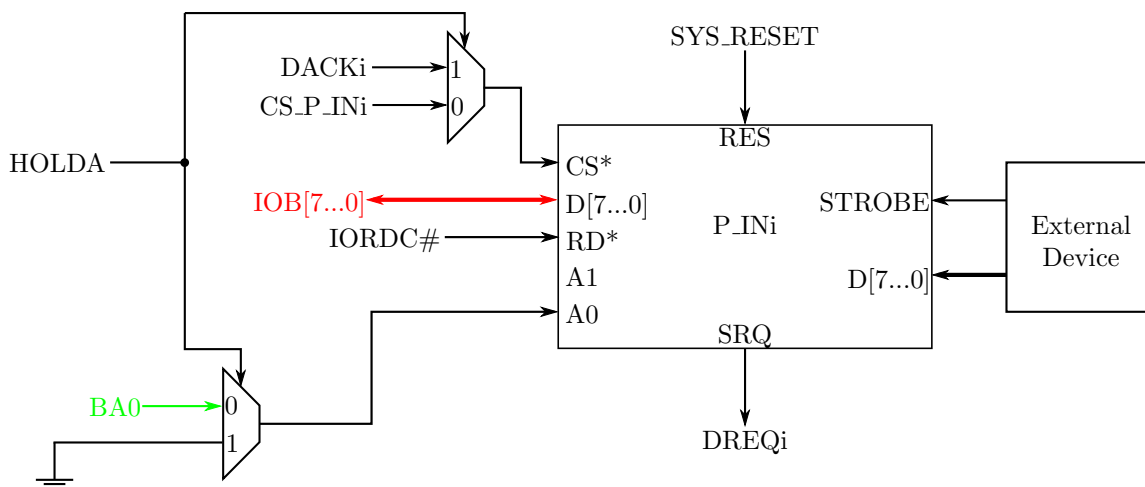 SYS_RESET
DACKi
1
CS_P_INi
0
RES
HOLDA
CS*
IOB[7...0]
D[7...0]
STROBE
P_INi
External
Device
IORDC#
RD*
A1
D[7...0]
A0
SRQ
BA0
0
1
DREQi